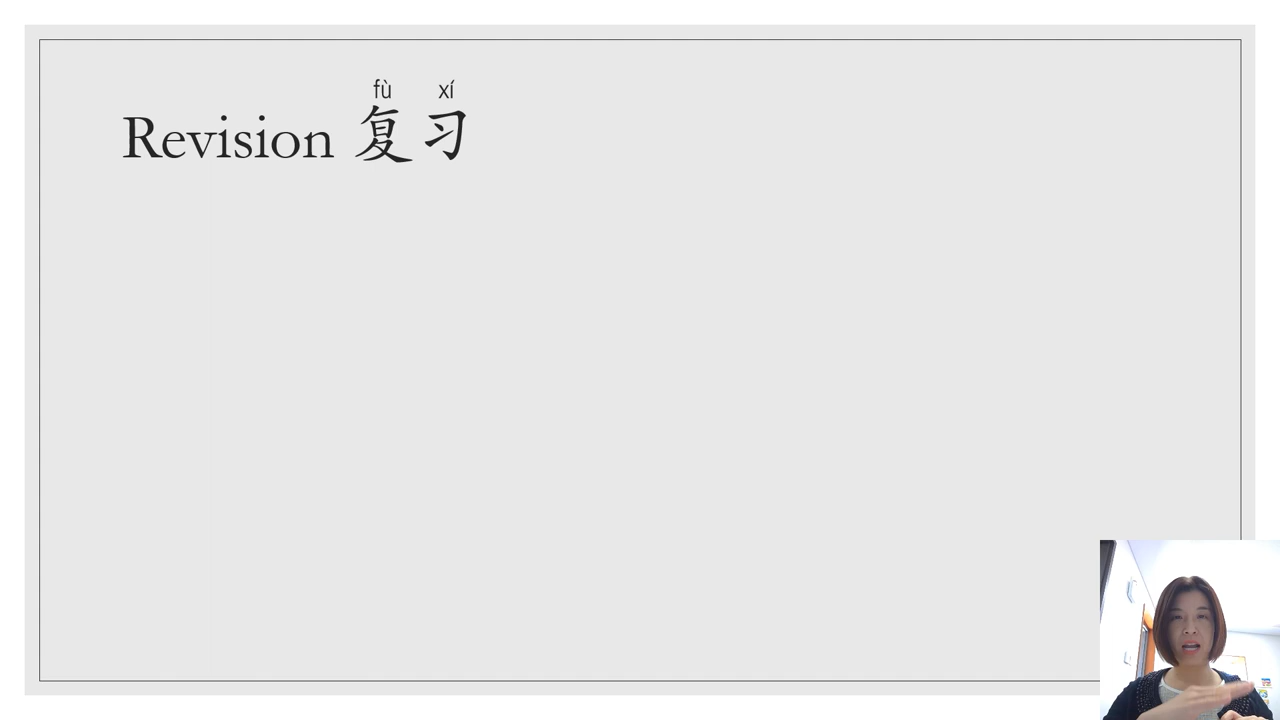 fù xí
Revision 复习